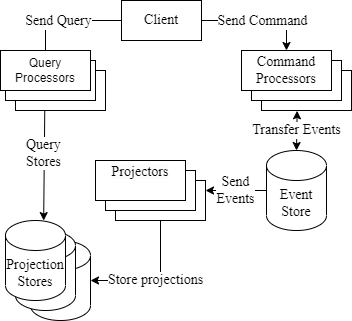 Send Query
Client
Send Command
Query
Processors
Command
Processors
Transfer Events
Query
Stores
Projectors
Send
Events
Event
Store
Projection
Stores
Store projections